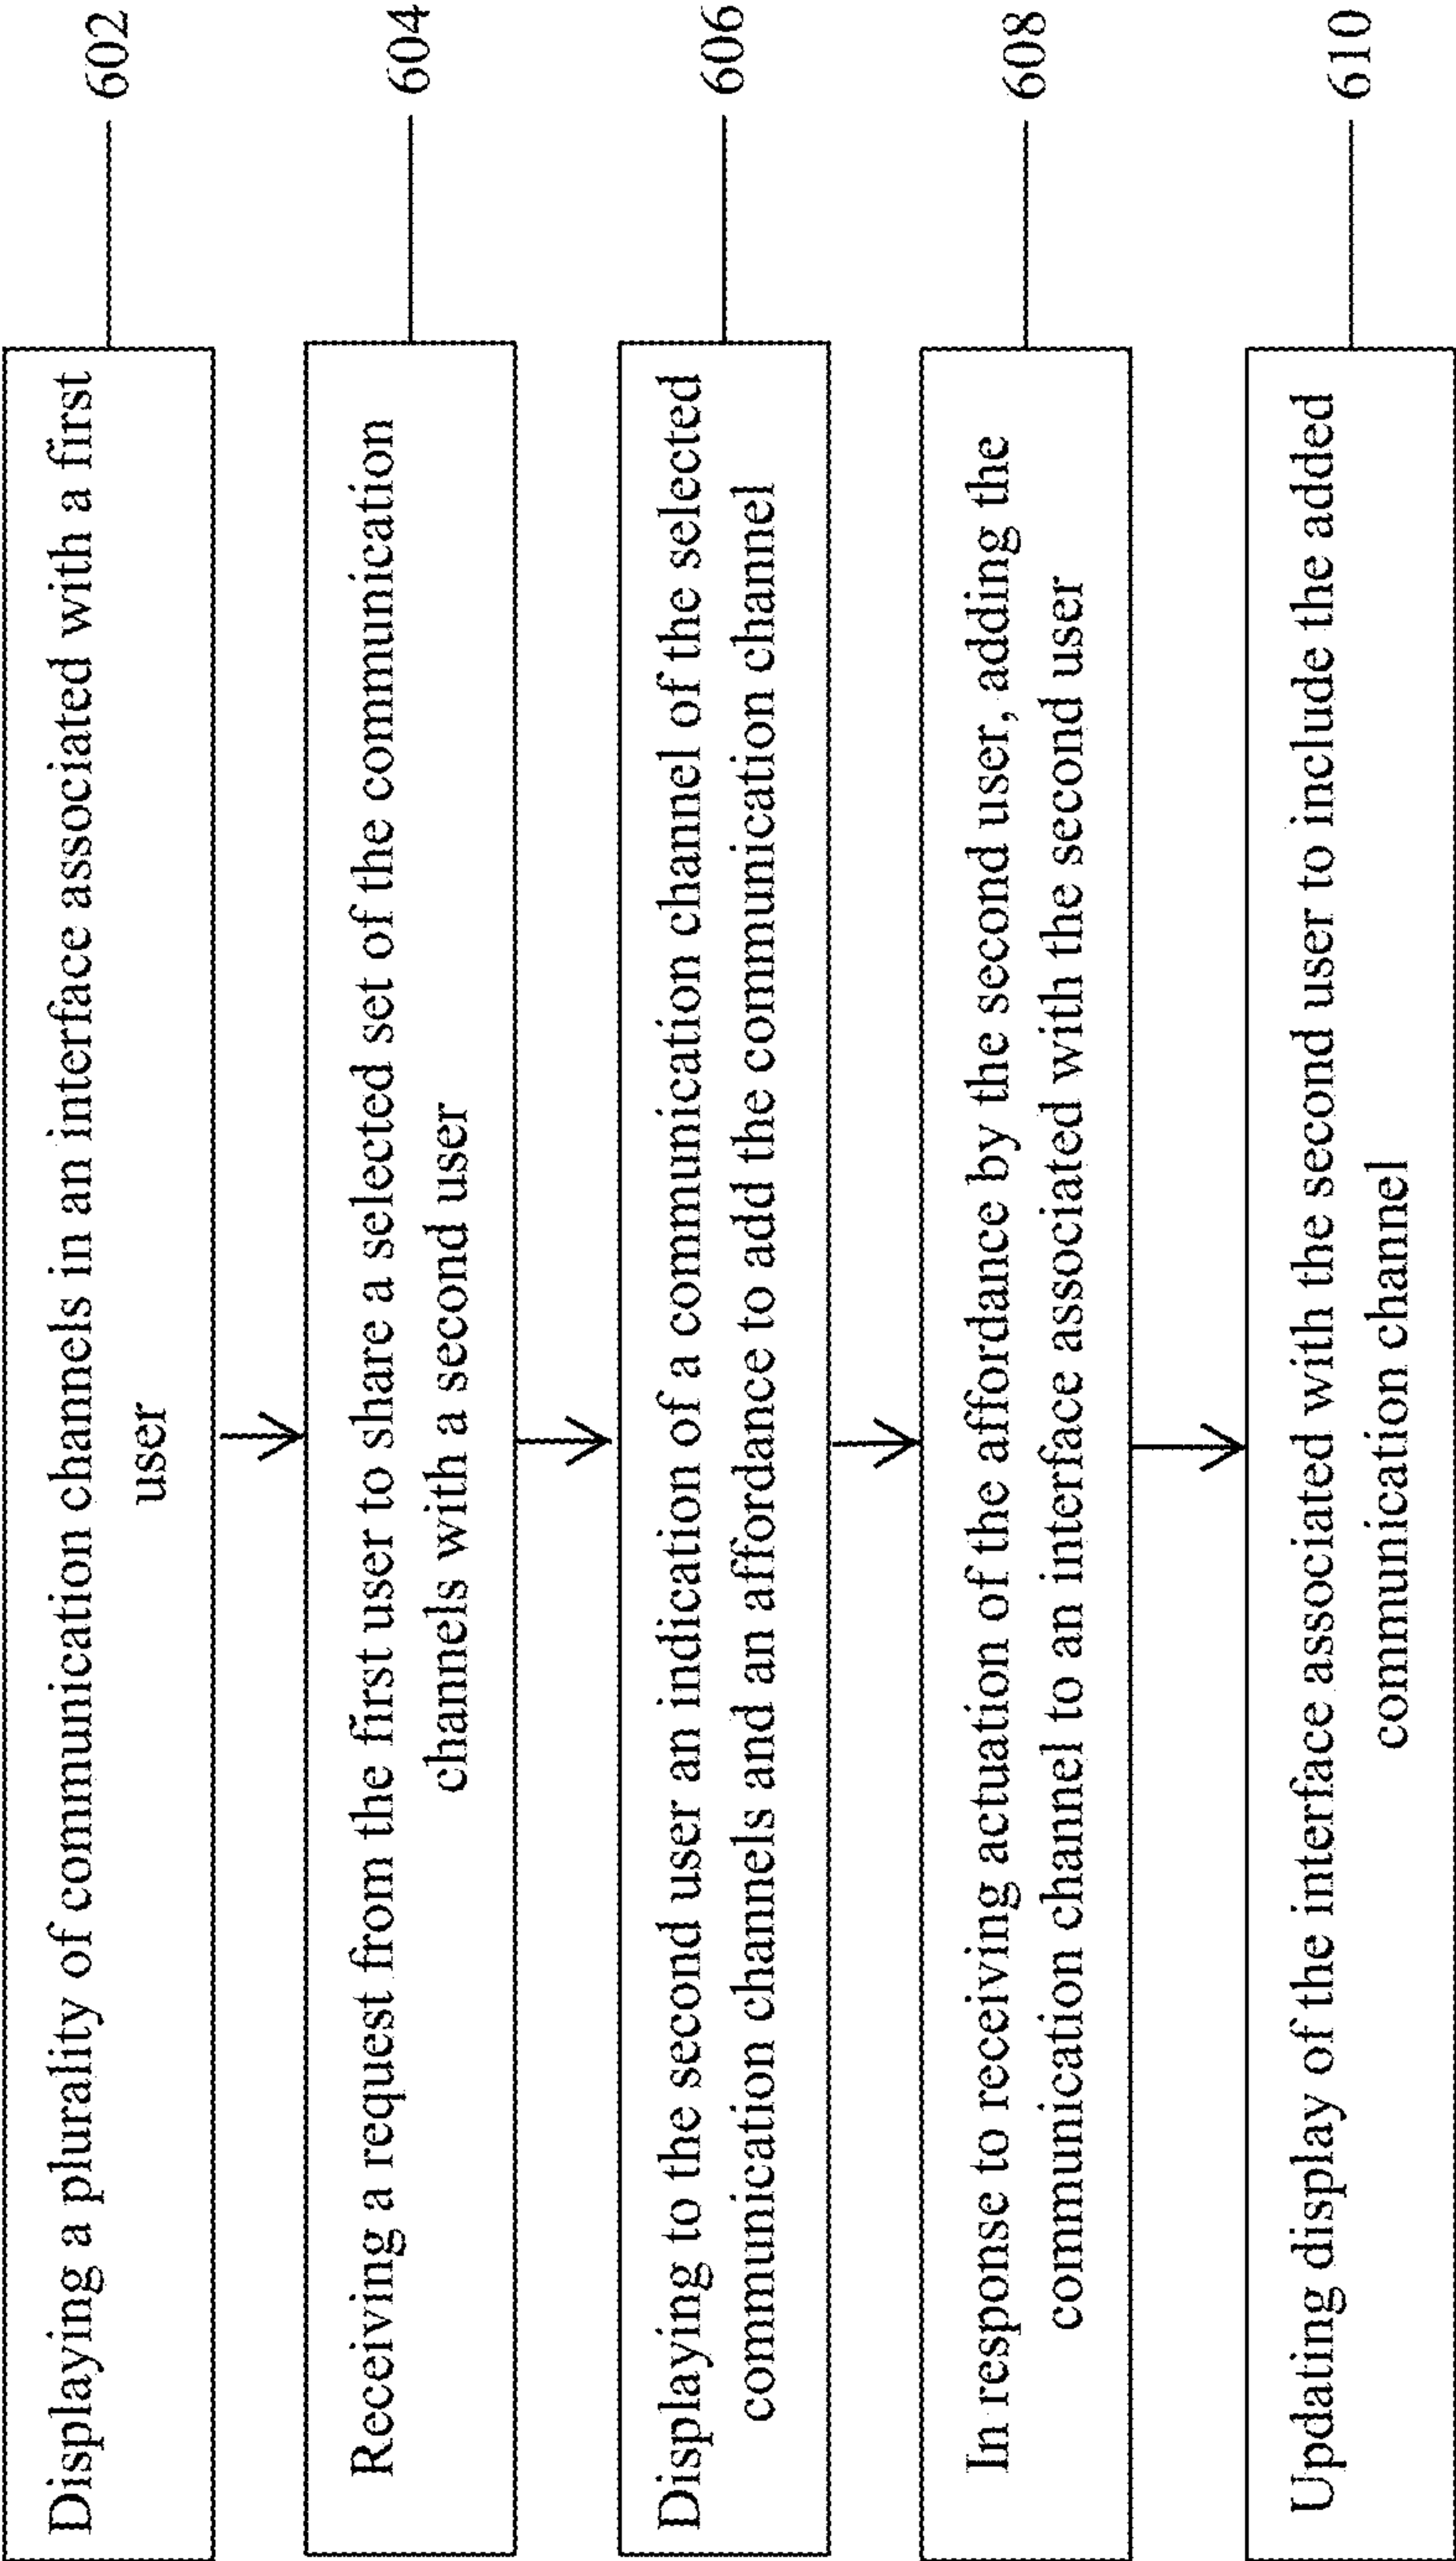 Displaying a plurality of communication channels in an interface associated with a first
user
602
Receiving a request from the first user to share a selected set of the communication
channels with a second user
604
Displaying to the second user an indication of a communication channel of the selected
communication channels and an affordance to add the communication channel
606
In response to receiving actuation of the affordance by the second user, adding the
communication channel to an interface associated with the second user
608
Updating display of the interface associated with the second user to include the added
communication channel
610